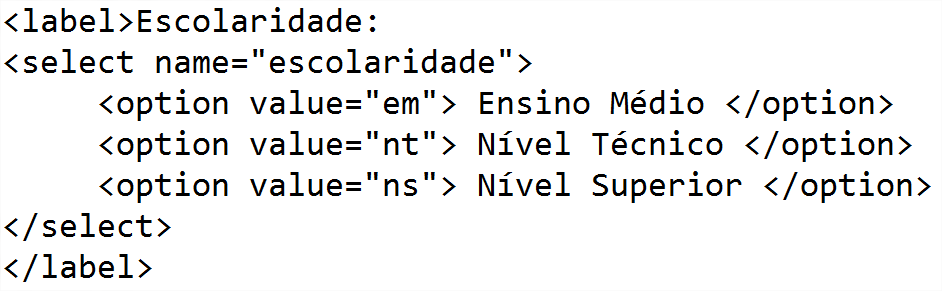 <label>Escolaridade:
<select name="escolaridade">
<option value="em"> Ensino Médio </option>
<option value="nt"> Nível Técnico </option>
<option value="ns"> Nível Superior </option>
</select>
</label>